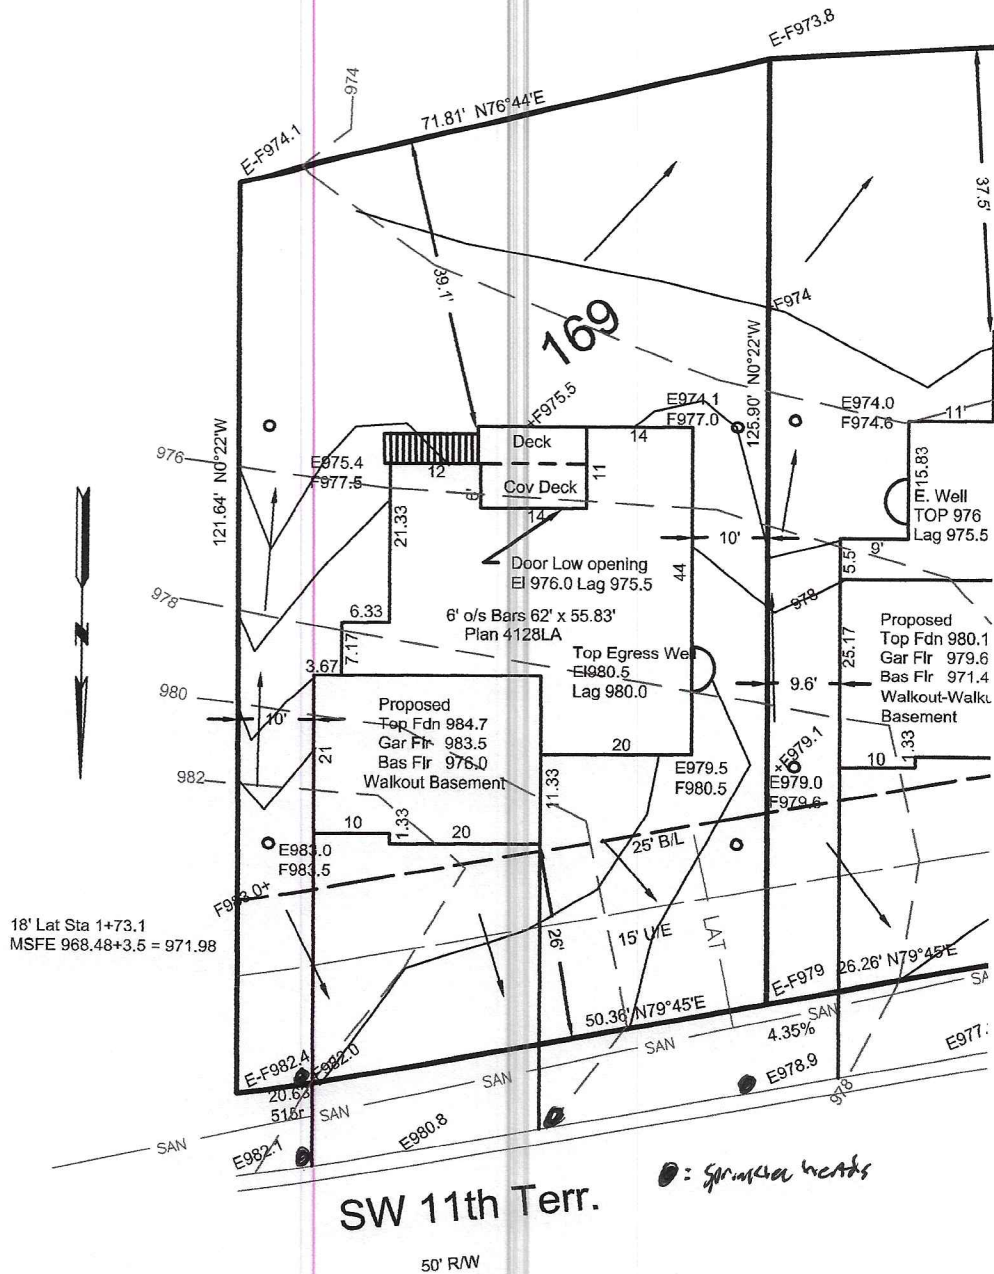 E-F973.8
974
71.81' N76°44'E
E-F974.1
37.5'
39.1'
169
F974
125.90' N0°22'W
+F975.5
E974.1
F977.0
E974.0
F974.6
11'
14
Deck
121.64' N0°22'W
976
E975.4
F977.5
12
8'
Cov Deck
11
14
15.83
E. Well
TOP 976
Lag 975.5
21.33
10'
9'
5.5'
Door Low opening
El 976.0 Lag 975.5
44
978
978
6.33
6' o/s Bars 62' x 55.83'
Plan 4128LA
7.17
3.67
Top Egress Well
El980.5
Lag 980.0
25.17
Proposed
Top Fdn 980.1
Gar Flr 979.6
Bas Flr 971.4
Walkout-Walku
Basement
9.6'
980
10'
Proposed
Top Fdn 984.7
Gar Flr 983.5
Bas Flr 976.0
Walkout Basement
21
20
982
11.33
E979.5
F980.5
+E979.1
E979.0
F979.6
1.33
10
10
1.33
20
25' B/L
E983.0
F983.5
F983.0+
18' Lat Sta 1+73.1
MSFE 968.48+3.5 = 971.98
26'
15' U/E
LAT
E-F979
26.26' N79°45'E
50.36' N79°45'E
SAN
SAN
SA
4.35%
E-F982.4
F982.0
SAN
SAN
SAN
20.63
515r
E978.9
E977.
978
E982.1
E980.8
N
SW 11th Terr.
: sprinkler heads
50' R/W